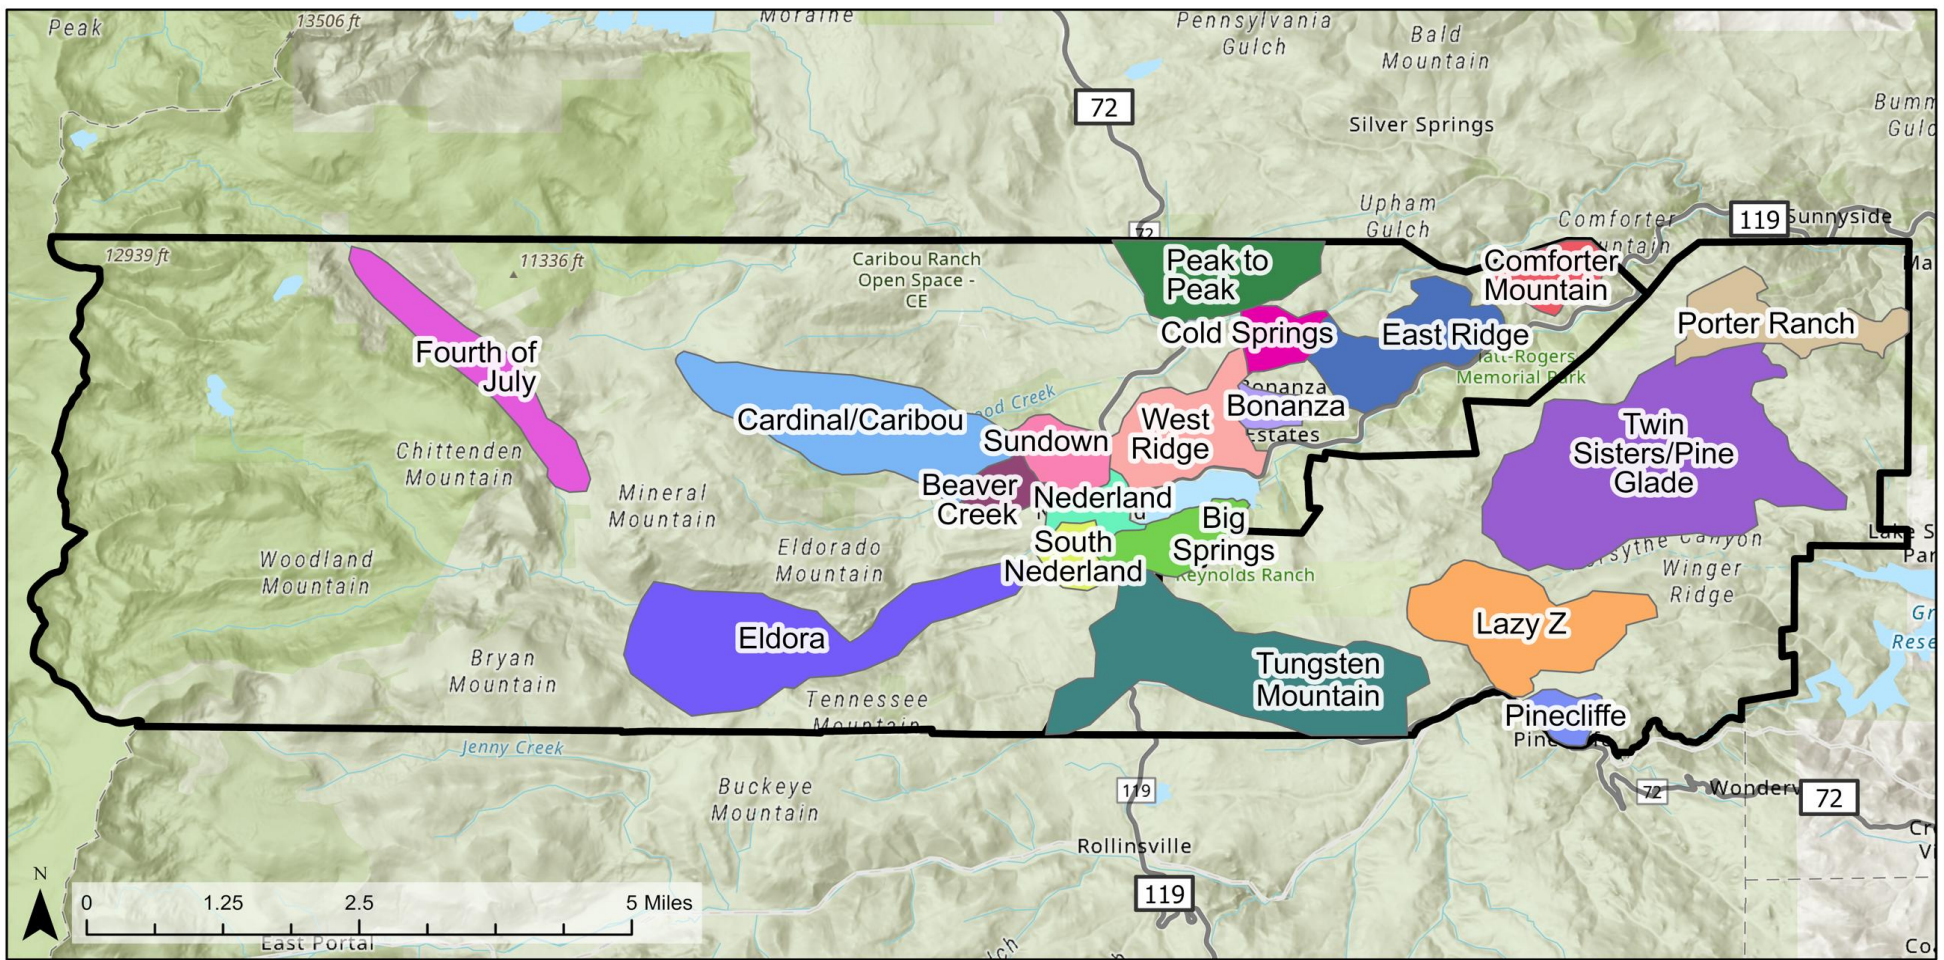 Peak
13506 ft
Moraine
Pennsylvania
Gulch
Bald
Mountain
72
Silver Springs
Upham
Gulch
Comforter
119
Sunnyside
72
12939 ft
11336 ft
Caribou Ranch
Open Space -
CE
Peak to
Peak
Comforter
Mountain
Cold Springs
East Ridge
Porter Ranch
Memorial Park
Fourth of
July
Cardinal/Caribou
Creek
Bonanza
Bonanza
Estates
Sundown
West
Ridge
Twin
Sisters/Pine
Glade
Chittenden
Mountain
Mineral
Mountain
Beaver
Creek
Nederland
Big
Springs
South
Nederland
Reynolds Ranch
Eldorado
Mountain
Woodland
Mountain
Canyon
Winger
Ridge
Lazy Z
Eldora
Bryan
Mountain
Tennessee
Mountain
Tungsten
Mountain
Pinecliffe
Jenny Creek
Buckeye
Mountain
119
72
72
Rollinsville
119
N
0 1.25 2.5 5 Miles
East Portal